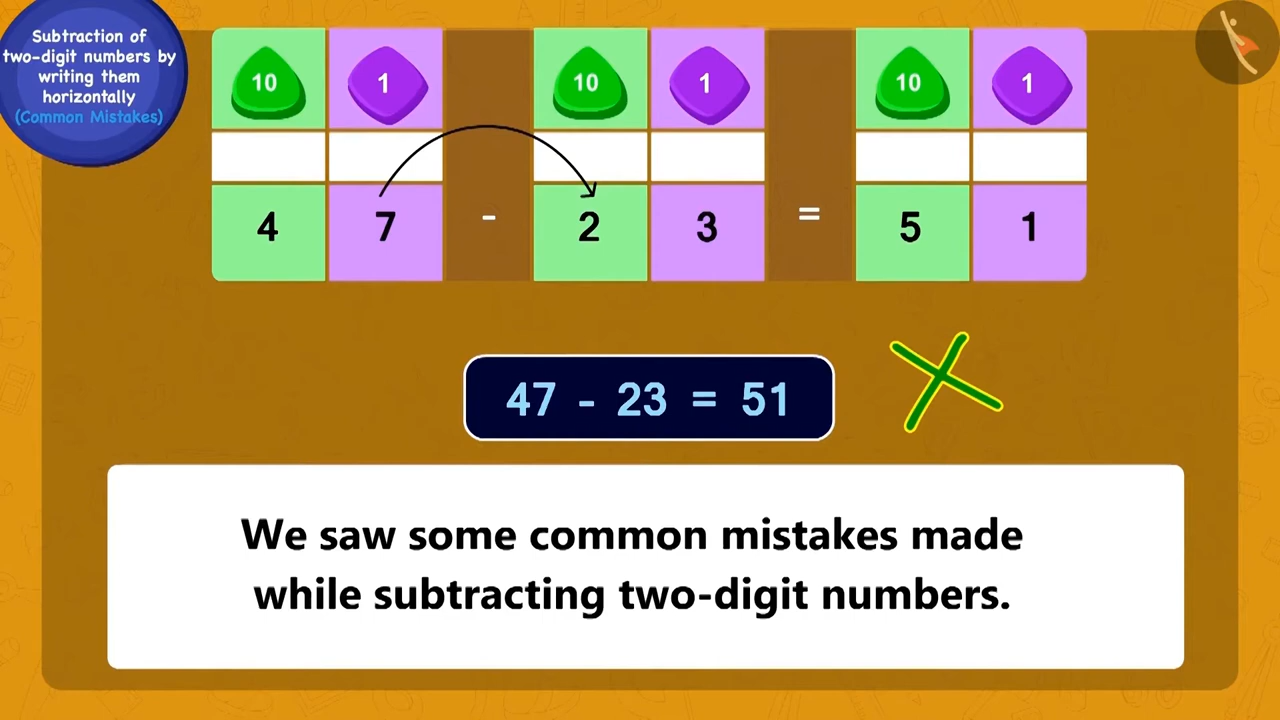 Subtraction of
two-digit numbers by
writing them
horizontally
(Common Mistakes)
10 1 10 1 10 1
4 7 - 2 3 = 5 1
47 - 23 = 51
We saw some common mistakes made
while subtracting two-digit numbers.